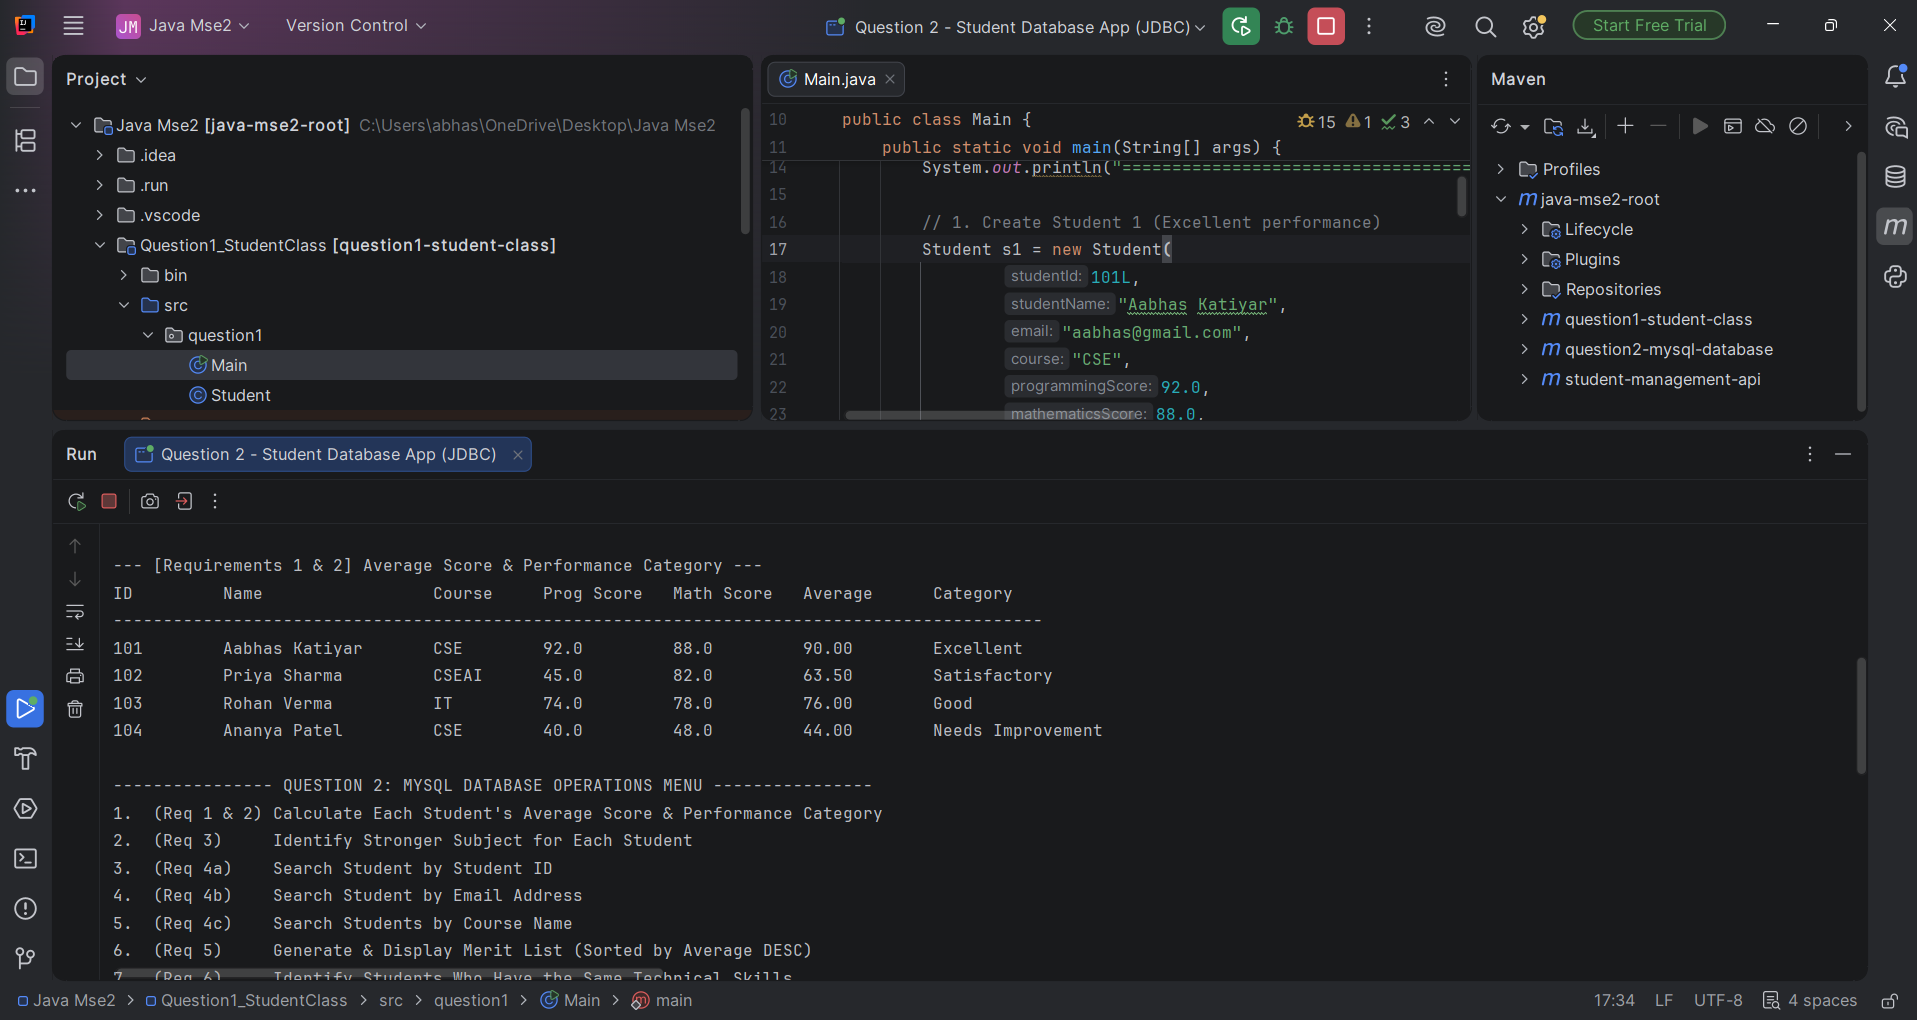 JM Java Mse2 Version Control Question 2 - Student Database App (JDBC) Start Free Trial
Project
Java Mse2 [java-mse2-root] C:\Users\abhas\OneDrive\Desktop\Java Mse2
.idea
.run
.vscode
Question1_StudentClass [question1-student-class]
bin
src
question1
Main
Student
Main.java
15 1 3
10 public class Main {
11 public static void main(String[] args) {
14 System.out.println("===================================
15
16 // 1. Create Student 1 (Excellent performance)
17 Student s1 = new Student(
18 studentId: 101L,
19 studentName: "Aabhas Katiyar",
20 email: "aabhas@gmail.com",
21 course: "CSE",
22 programmingScore: 92.0,
23 mathematicsScore: 88.0,
Maven
Profiles
m java-mse2-root
Lifecycle
Plugins
Repositories
m question1-student-class
m question2-mysql-database
m student-management-api
m
Run Question 2 - Student Database App (JDBC)
--- [Requirements 1 & 2] Average Score & Performance Category ---
ID Name Course Prog Score Math Score Average Category
---------------------------------------------------------------------------------------------
101 Aabhas Katiyar CSE 92.0 88.0 90.00 Excellent
102 Priya Sharma CSEAI 45.0 82.0 63.50 Satisfactory
103 Rohan Verma IT 74.0 78.0 76.00 Good
104 Ananya Patel CSE 40.0 48.0 44.00 Needs Improvement
---------------- QUESTION 2: MYSQL DATABASE OPERATIONS MENU ----------------
1. (Req 1 & 2) Calculate Each Student's Average Score & Performance Category
2. (Req 3) Identify Stronger Subject for Each Student
3. (Req 4a) Search Student by Student ID
4. (Req 4b) Search Student by Email Address
5. (Req 4c) Search Students by Course Name
6. (Req 5) Generate & Display Merit List (Sorted by Average DESC)
7. (Req 6) Identify Students Who Have the Same Technical Skills
Java Mse2 > Question1_StudentClass > src > question1 > Main > main
17:34 LF UTF-8 4 spaces